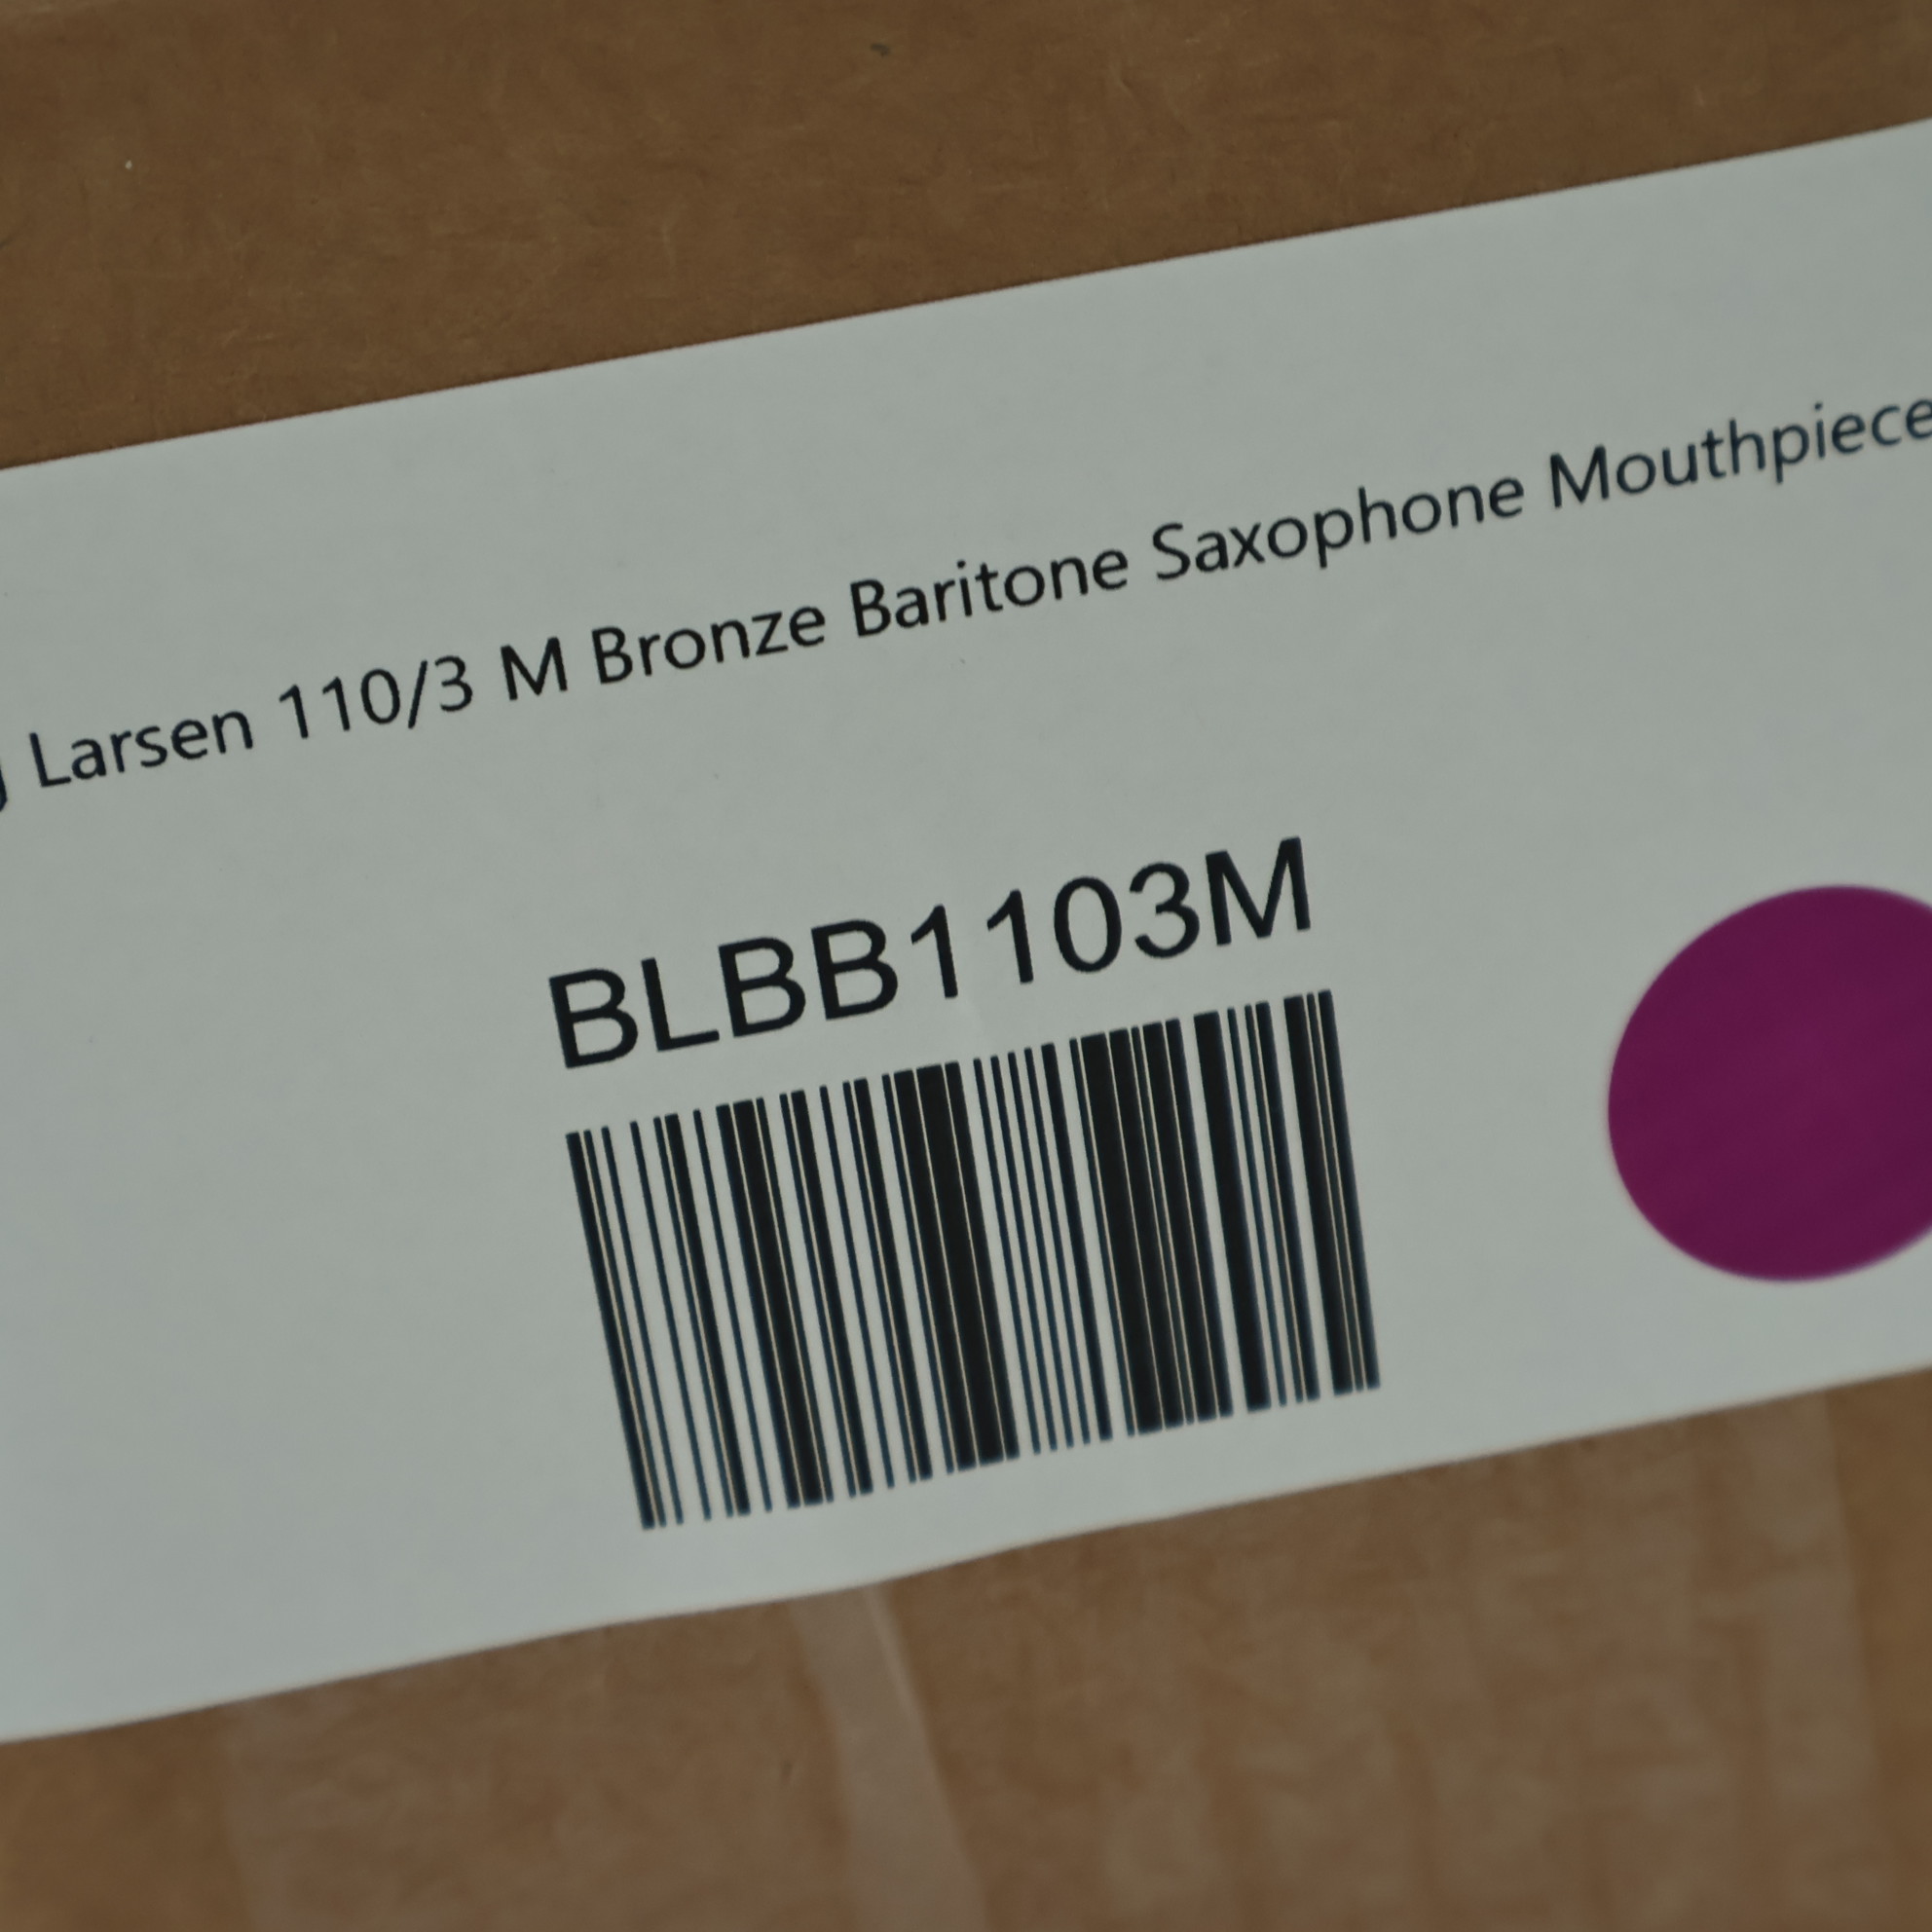 Larsen 110/3 M Bronze Baritone Saxophone Mouthpiece
BLBB1103M